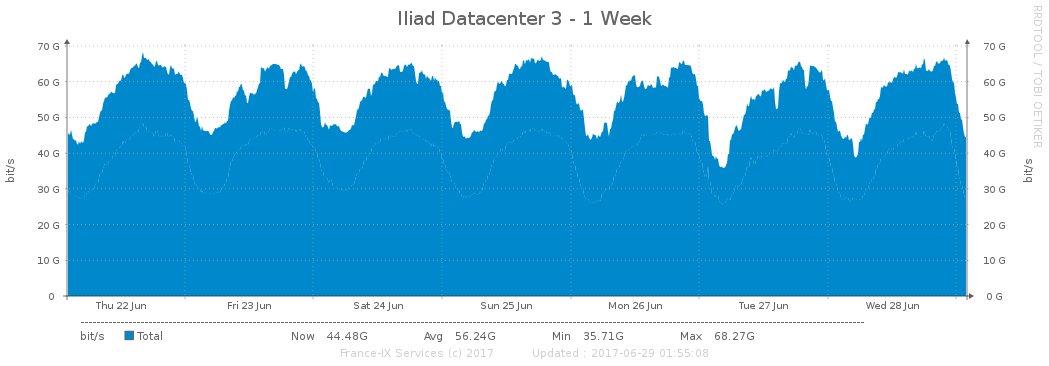 Iliad Datacenter 3 - 1 Week
RRDTOOL / TOBI OETIKER
bit/s
70 G
60 G
50 G
40 G
30 G
20 G
10 G
0
70 G
60 G
50 G
40 G
30 G
20 G
10 G
0 G
bit/s
Thu 22 Jun Fri 23 Jun Sat 24 Jun Sun 25 Jun Mon 26 Jun Tue 27 Jun Wed 28 Jun
bit/s Total Now 44.48G Avg 56.24G Min 35.71G Max 68.27G
France-IX Services (c) 2017 Updated : 2017-06-29 01:55:08